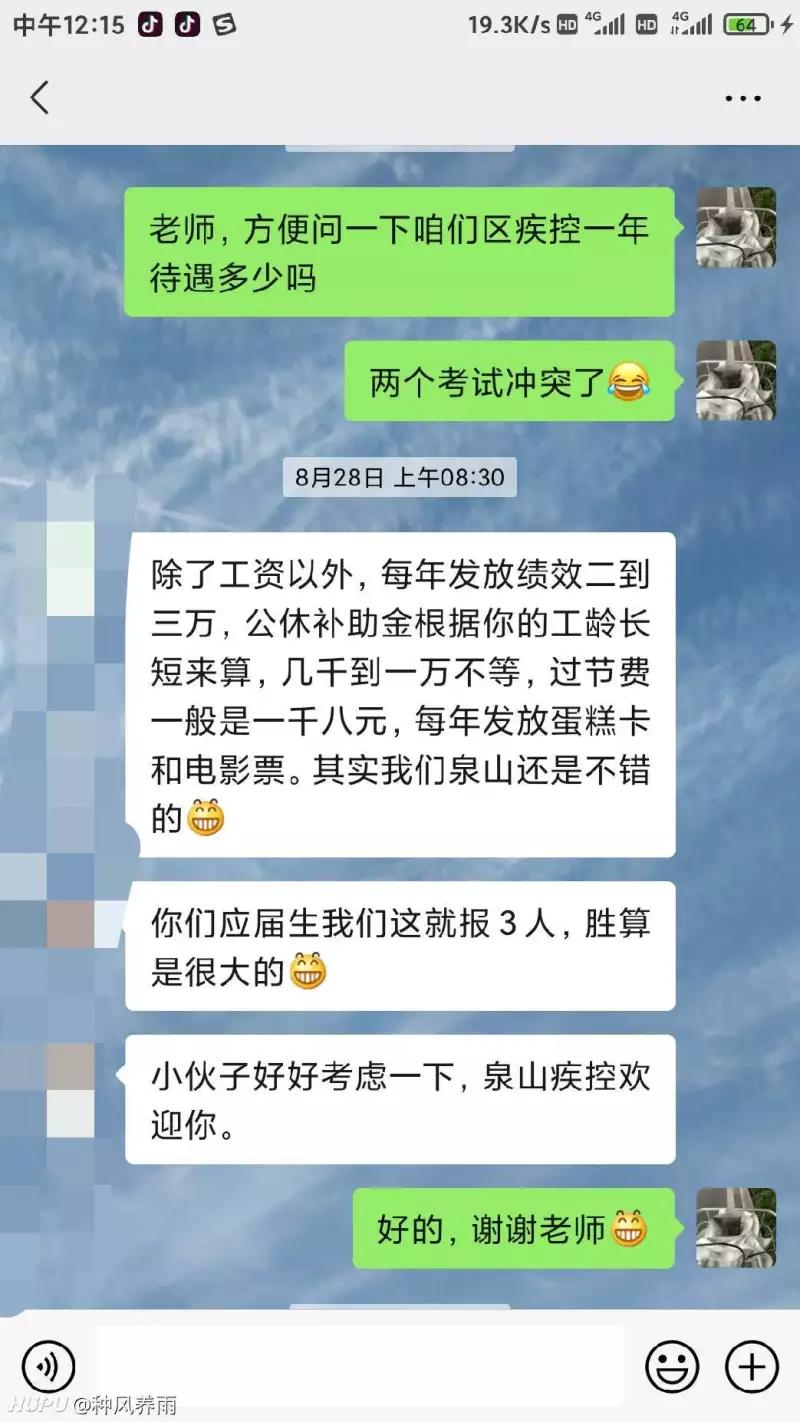 中午12:15
19.3K/s HD 4G HD 4G 64
老师，方便问一下咱们区疾控一年
待遇多少吗
两个考试冲突了😂
8月28日 上午08:30
除了工资以外，每年发放绩效二到
三万，公休补助金根据你的工龄长
短来算，几千到一万不等，过节费
一般是一千八元，每年发放蛋糕卡
和电影票。其实我们泉山还是不错
的😁
你们应届生我们这就报3人，胜算
是很大的😁
小伙子好好考虑一下，泉山疾控欢
迎你。
好的，谢谢老师😁
HUPU @种风养雨